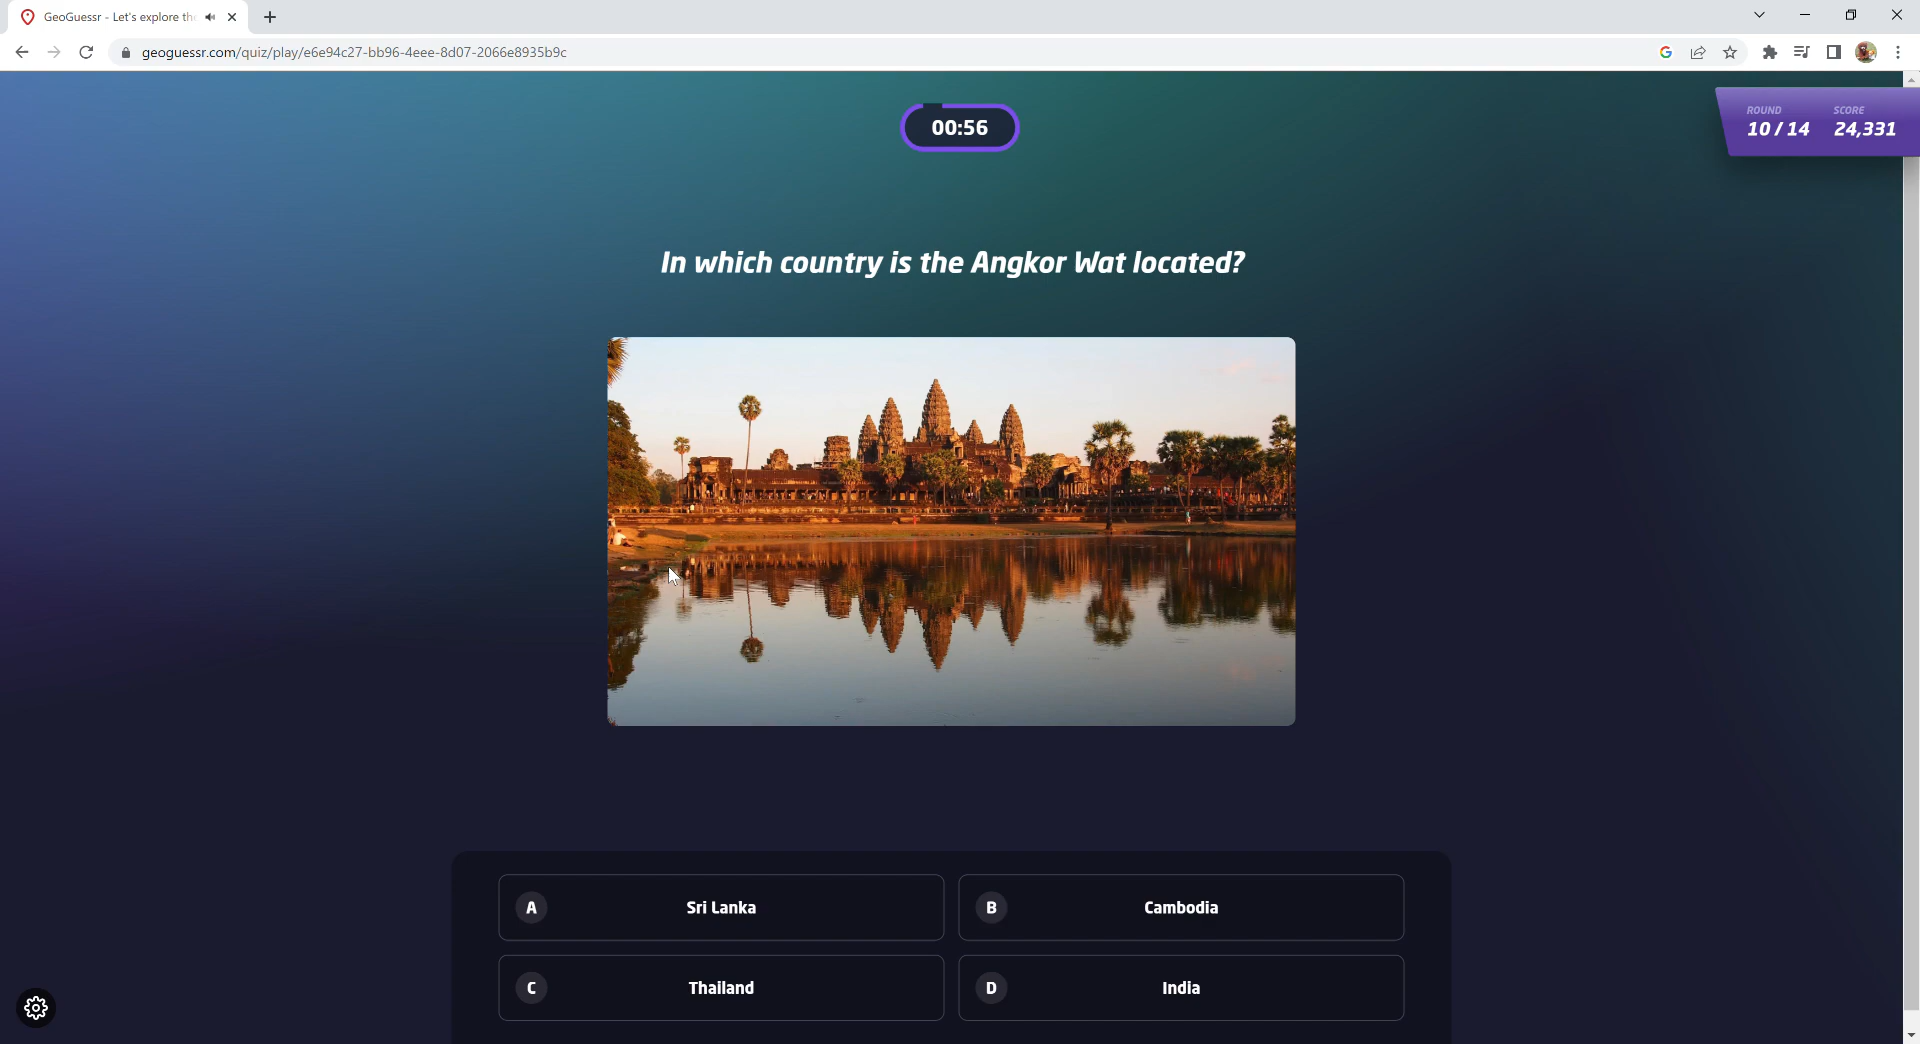 GeoGuessr - Let's explore th
geoguessr.com/quiz/play/e6e94c27-bb96-4eee-8d07-2066e8935b9c
00:56
ROUND SCORE
10 / 14 24,331
In which country is the Angkor Wat located?
A Sri Lanka
B Cambodia
C Thailand
D India